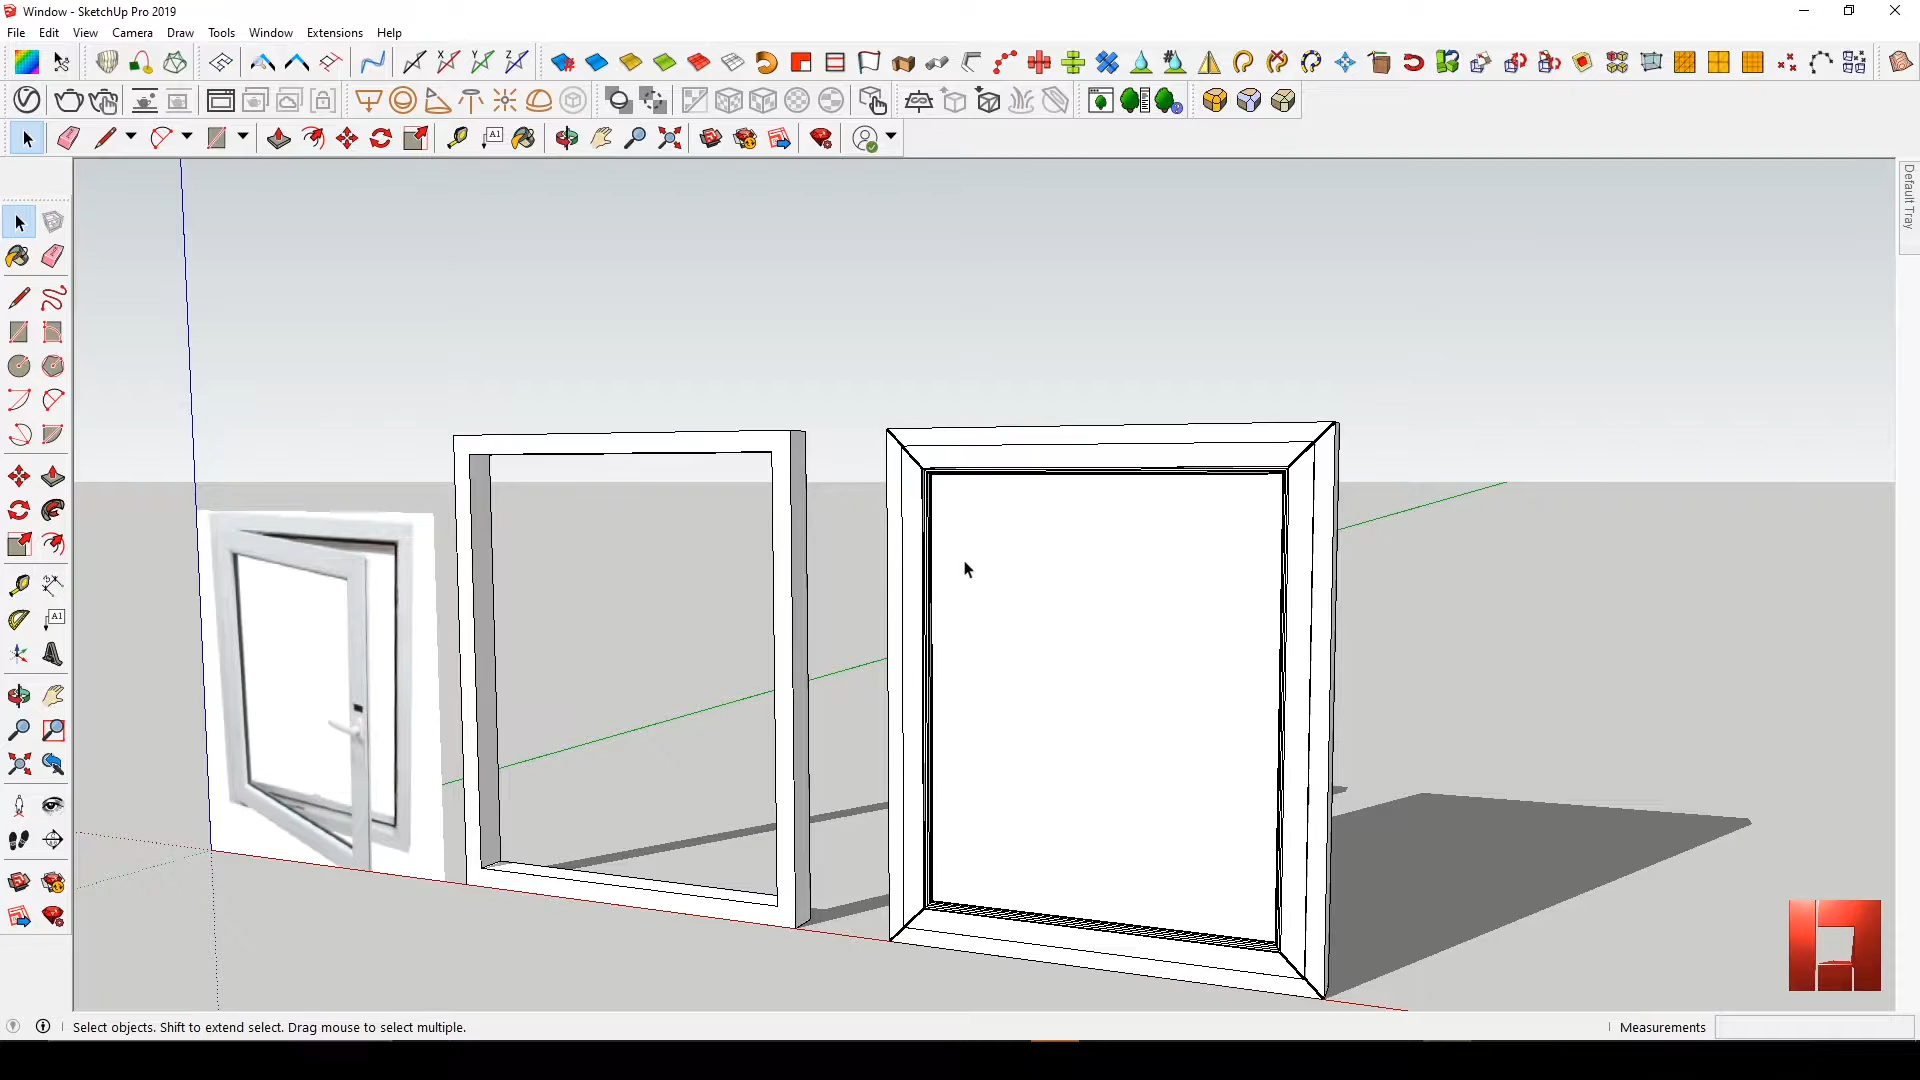 Window - SketchUp Pro 2019
File Edit View Camera Draw Tools Window Extensions Help
Default Tray
Select objects. Shift to extend select. Drag mouse to select multiple.
Measurements